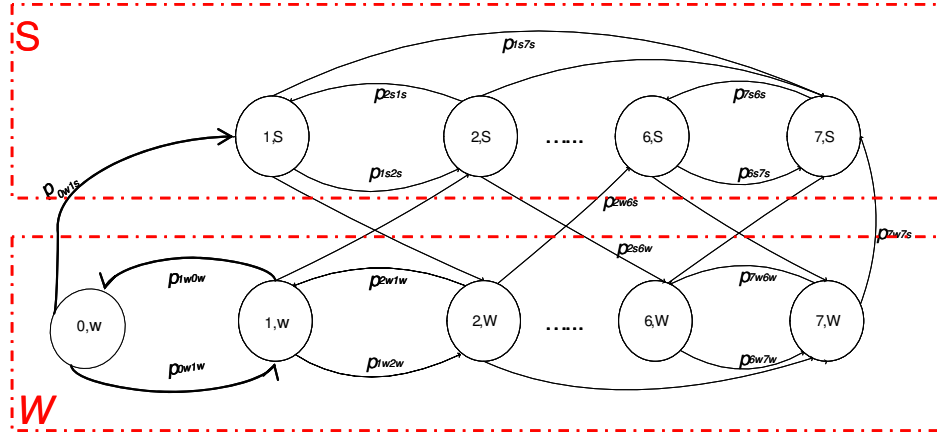 S
p1s7s
p2s1s
p7s6s
1,S
2,S
......
6,S
7,S
p1s2s
p6s7s
p0w1s
p2w6s
p7w7s
p2s6w
p1w0w
p2w1w
p7w6w
0,w
1,w
2,W
......
6,W
7,W
p0w1w
p1w2w
p6w7w
W